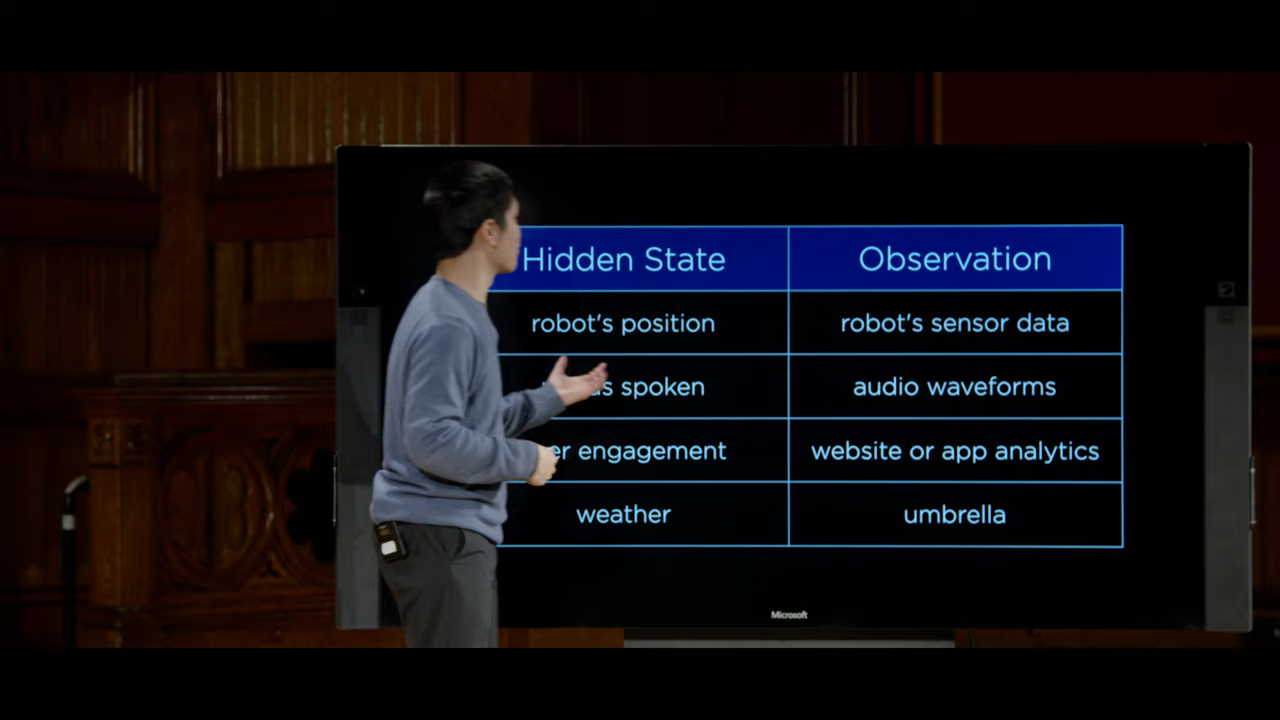 Hidden State Observation
robot's position robot's sensor data
spoken audio waveforms
engagement website or app analytics
weather umbrella
Microsoft